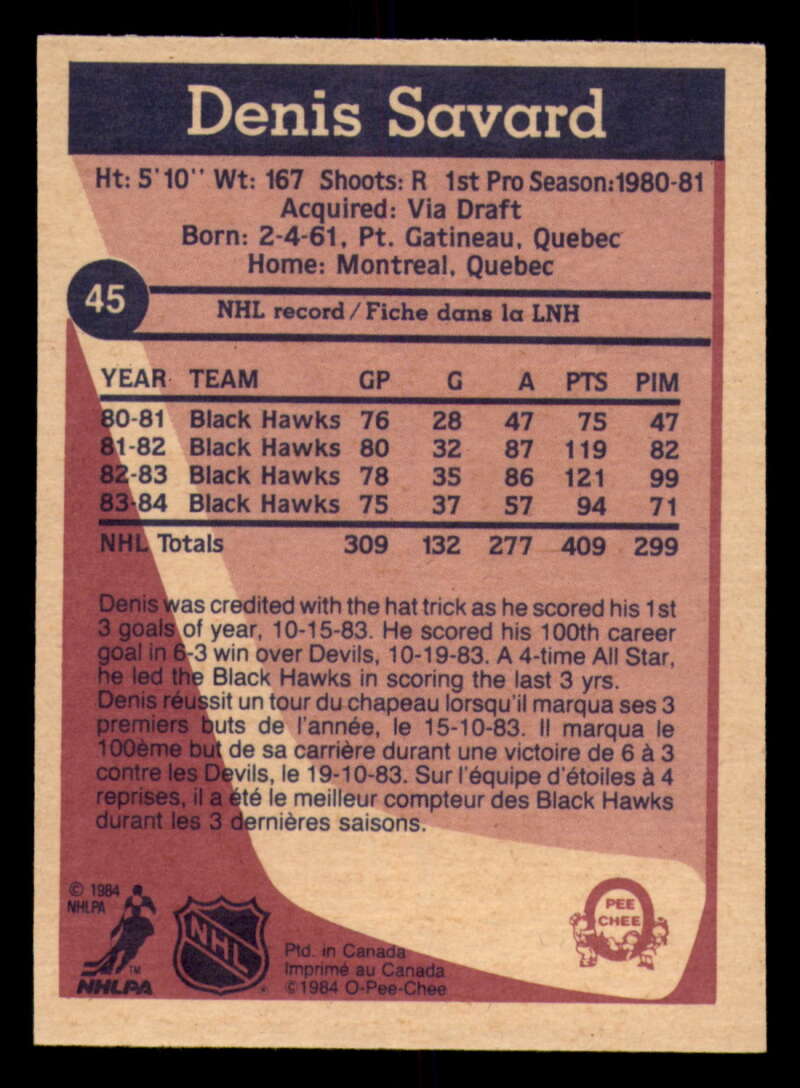 Denis Savard
Ht: 5'10" Wt: 167 Shoots: R 1st Pro Season:1980-81
Acquired: Via Draft
Born: 2-4-61, Pt. Gatineau, Quebec
Home: Montreal, Quebec
45
NHL record/Fiche dans la LNH
YEAR TEAM GP G A PTS PIM
80-81 Black Hawks 76 28 47 75 47
81-82 Black Hawks 80 32 87 119 82
82-83 Black Hawks 78 35 86 121 99
83-84 Black Hawks 75 37 57 94 71
NHL Totals 309 132 277 409 299
Denis was credited with the hat trick as he scored his 1st
3 goals of year, 10-15-83. He scored his 100th career
goal in 6-3 win over Devils, 10-19-83. A 4-time All Star,
he led the Black Hawks in scoring the last 3 yrs.
Denis réussit un tour du chapeau lorsqu'il marqua ses 3
premiers buts de l'année, le 15-10-83. Il marqua le
100ème but de sa carrière durant une victoire de 6 à 3
contre les Devils, le 19-10-83. Sur l'équipe d'étoiles à 4
reprises, il a été le meilleur compteur des Black Hawks
durant les 3 dernières saisons.
© 1984
NHLPA
TM
NHLPA
NHL
®
Ptd. in Canada
Imprimé au Canada
©1984 O-Pee-Chee
PEE
CHEE